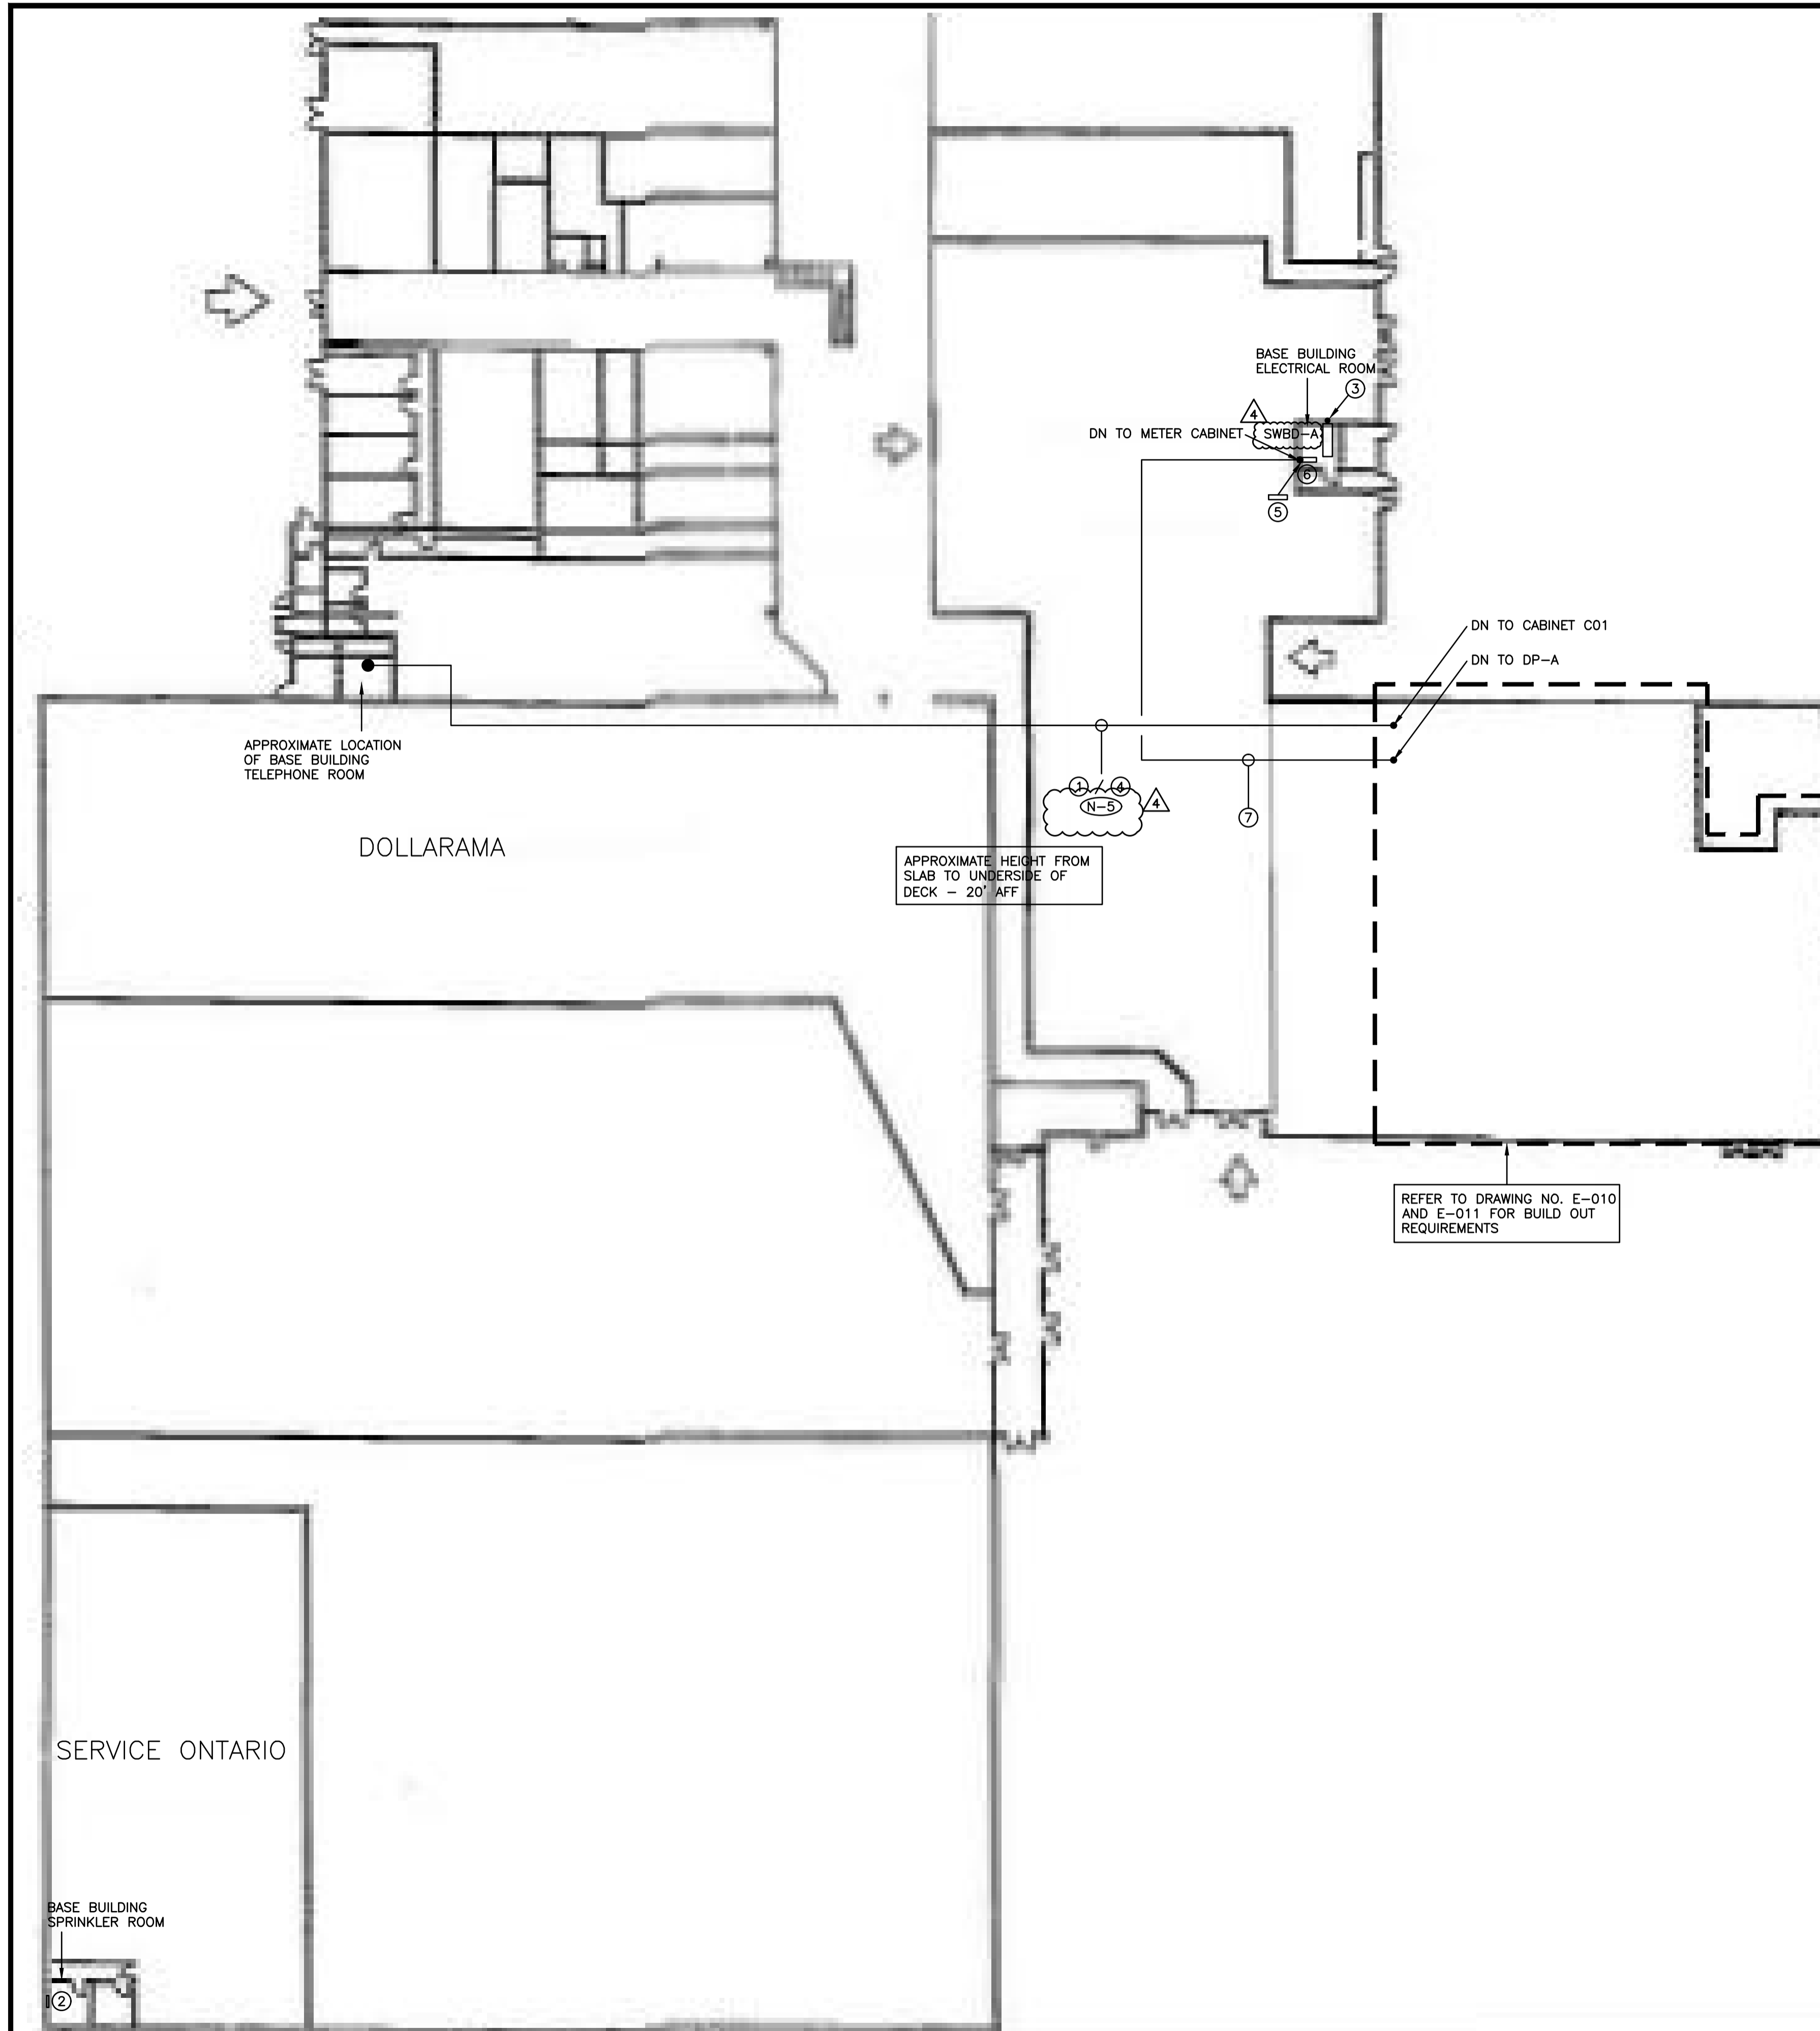 BASE BUILDING
ELECTRICAL ROOM
3
4
DN TO METER CABINET
SWBD-A
6
5
DN TO CABINET C01
DN TO DP-A
APPROXIMATE LOCATION
OF BASE BUILDING
TELEPHONE ROOM
1 / 4
N-5
4
7
DOLLARAMA
APPROXIMATE HEIGHT FROM
SLAB TO UNDERSIDE OF
DECK – 20' AFF
REFER TO DRAWING NO. E-010
AND E-011 FOR BUILD OUT
REQUIREMENTS
SERVICE ONTARIO
BASE BUILDING
SPRINKLER ROOM
2